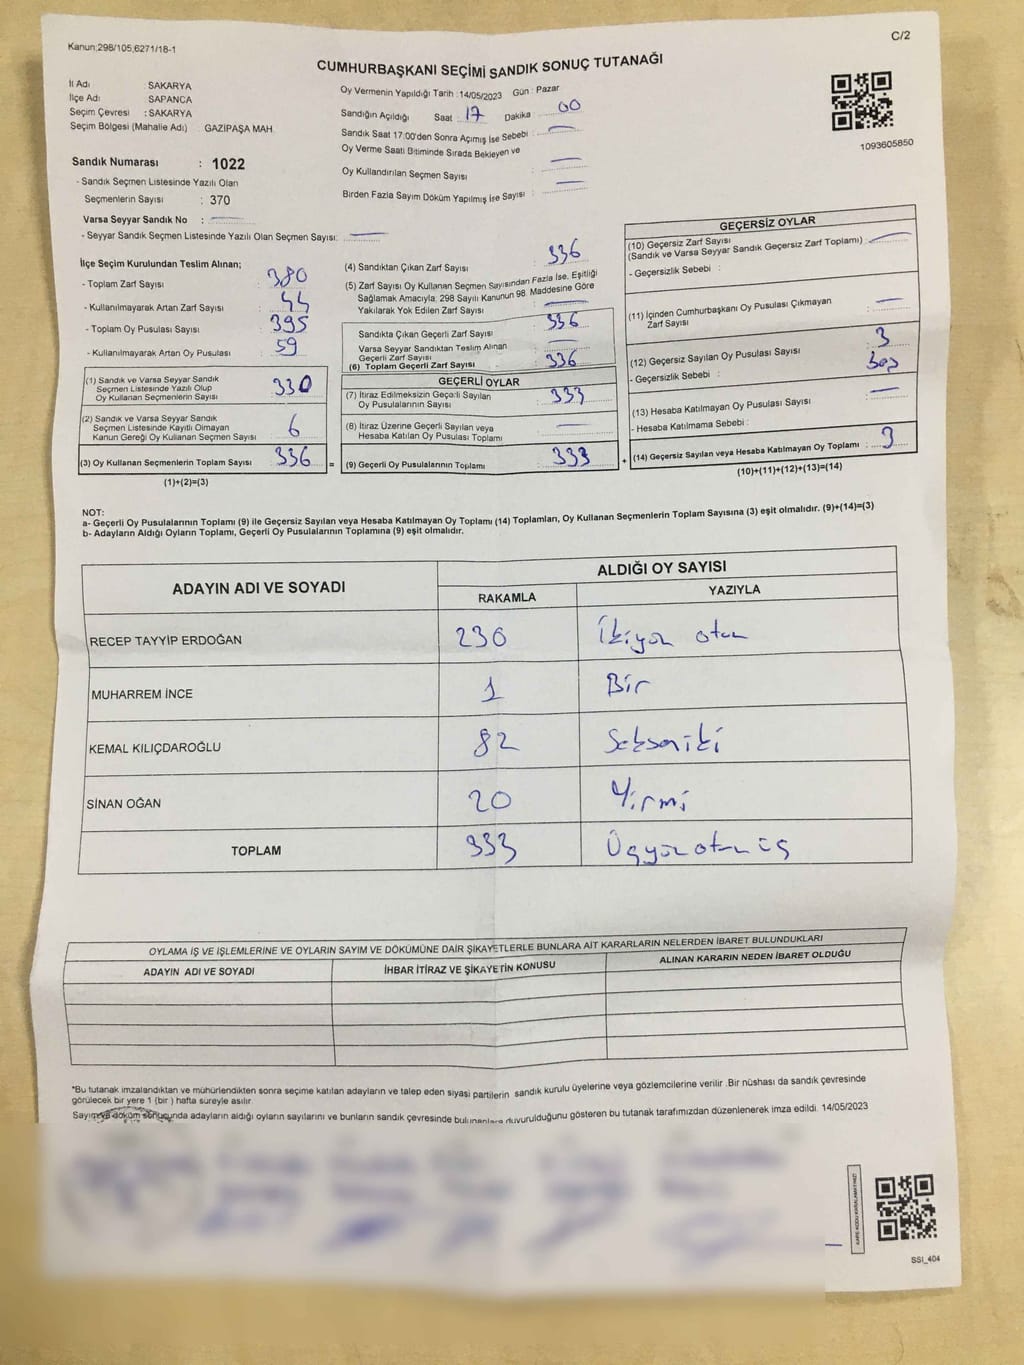 Kanun;298/105,6271/18-1
C/2
CUMHURBAŞKANI SEÇİMİ SANDIK SONUÇ TUTANAĞI
İl Adı : SAKARYA
İlçe Adı : SAPANCA
Seçim Çevresi : SAKARYA
Seçim Bölgesi (Mahalle Adı) : GAZİPAŞA MAH.
Sandık Numarası : 1022
- Sandık Seçmen Listesinde Yazılı Olan
Seçmenlerin Sayısı : 370
Varsa Seyyar Sandık No :
- Seyyar Sandık Seçmen Listesinde Yazılı Olan Seçmen Sayısı:
Oy Vermenin Yapıldığı Tarih :14/05/2023 Gün : Pazar
Sandığın Açıldığı Saat : 17 Dakika : 00
Sandık Saat 17:00'den Sonra Açımış İse Sebebi :
Oy Verme Saati Bitiminde Sırada Bekleyen ve
Oy Kullandırılan Seçmen Sayısı :
Birden Fazla Sayım Döküm Yapılmış İse Sayısı :
1093605850
İlçe Seçim Kurulundan Teslim Alınan;
- Toplam Zarf Sayısı : 380
- Kullanılmayarak Artan Zarf Sayısı : 44
- Toplam Oy Pusulası Sayısı : 395
- Kullanılmayarak Artan Oy Pusulası : 59
(1) Sandık ve Varsa Seyyar Sandık
Seçmen Listesinde Yazılı Olup
Oy Kullanan Seçmenlerin Sayısı 330
(2) Sandık ve Varsa Seyyar Sandık
Seçmen Listesinde Kayıtlı Olmayan
Kanun Gereği Oy Kullanan Seçmen Sayısı 6
(3) Oy Kullanan Seçmenlerin Toplam Sayısı 336
(1)+(2)=(3)
(4) Sandıktan Çıkan Zarf Sayısı 336
(5) Zarf Sayısı Oy Kullanan Seçmen Sayısından Fazla İse, Eşitliği
Sağlamak Amacıyla; 298 Sayılı Kanunun 98. Maddesine Göre
Yakılarak Yok Edilen Zarf Sayısı
Sandıkta Çıkan Geçerli Zarf Sayısı 336
Varsa Seyyar Sandıktan Teslim Alınan
Geçerli Zarf Sayısı
(6) Toplam Geçerli Zarf Sayısı 336
GEÇERLİ OYLAR
(7) İtiraz Edilmeksizin Geçerli Sayılan
Oy Pusulalarının Sayısı 333
(8) İtiraz Üzerine Geçerli Sayılan veya
Hesaba Katılan Oy Pusulası Toplamı
= (9) Geçerli Oy Pusulalarının Toplamı 333 +
GEÇERSİZ OYLAR
(10) Geçersiz Zarf Sayısı
(Sandık ve Varsa Seyyar Sandık Geçersiz Zarf Toplamı) :
- Geçersizlik Sebebi :
(11) İçinden Cumhurbaşkanı Oy Pusulası Çıkmayan
Zarf Sayısı
(12) Geçersiz Sayılan Oy Pusulası Sayısı 3
- Geçersizlik Sebebi : boş
(13) Hesaba Katılmayan Oy Pusulası Sayısı
- Hesaba Katılmama Sebebi :
(14) Geçersiz Sayılan veya Hesaba Katılmayan Oy Toplamı 3
(10)+(11)+(12)+(13)=(14)
NOT:
a- Geçerli Oy Pusulalarının Toplamı (9) ile Geçersiz Sayılan veya Hesaba Katılmayan Oy Toplamı (14) Toplamları, Oy Kullanan Seçmenlerin Toplam Sayısına (3) eşit olmalıdır. (9)+(14)=(3)
b- Adayların Aldığı Oyların Toplamı, Geçerli Oy Pusulalarının Toplamına (9) eşit olmalıdır.
ADAYIN ADI VE SOYADI ALDIĞI OY SAYISI
RAKAMLA YAZIYLA
RECEP TAYYİP ERDOĞAN 230 İkiyüz otuz
MUHARREM İNCE 1 Bir
KEMAL KILIÇDAROĞLU 82 Seksen iki
SİNAN OĞAN 20 Yirmi
TOPLAM 333 Üçyüz otuz üç
OYLAMA İŞ VE İŞLEMLERİNE VE OYLARIN SAYIM VE DÖKÜMÜNE DAİR ŞİKAYETLERLE BUNLARA AİT KARARLARIN NELERDEN İBARET BULUNDUKLARI
ADAYIN ADI VE SOYADI İHBAR İTİRAZ VE ŞİKAYETİN KONUSU ALINAN KARARIN NEDEN İBARET OLDUĞU
*Bu tutanak imzalandıktan ve mühürlendikten sonra seçime katılan adayların ve talep eden siyasi partilerin sandık kurulu üyelerine veya gözlemcilerine verilir .Bir nüshası da sandık çevresinde
görülecek bir yere 1 (bir ) hafta süreyle asılır.
Sayım ve döküm sonucunda adayların aldığı oyların sayılarını ve bunların sandık çevresinde bulunanlara duyurulduğunu gösteren bu tutanak tarafımızdan düzenlenerek imza edildi. 14/05/2023
SSI_404